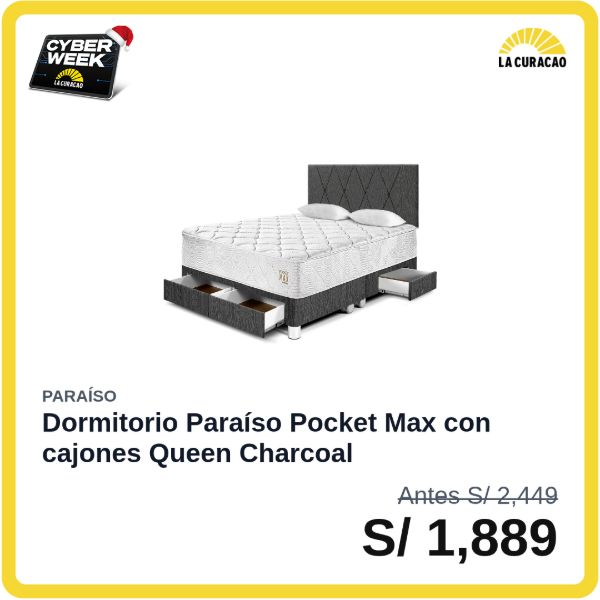 CYBER
WEEK
LA CURACAO
LA CURACAO
PARAÍSO
Dormitorio Paraíso Pocket Max con
cajones Queen Charcoal
Antes S/ 2,449
S/ 1,889